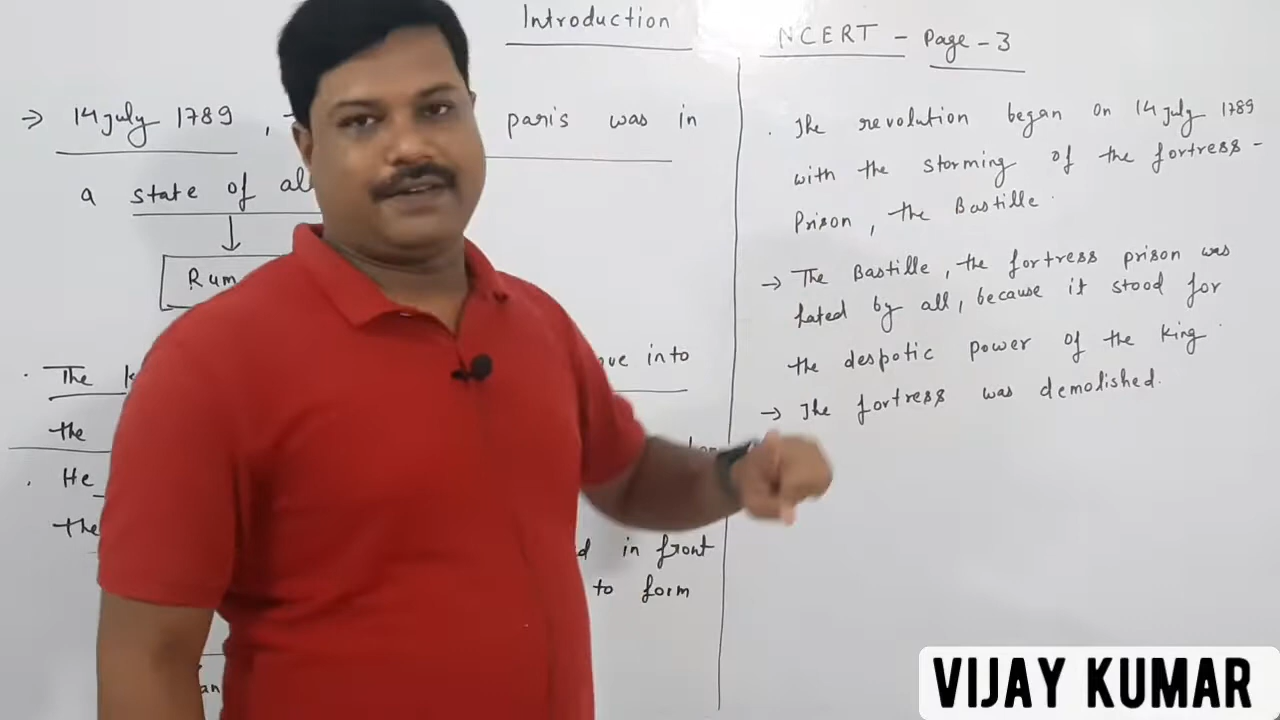 Introduction
→ 14 july 1789 , paris was in
a state of
Rum
. The into
the
. He
the
in front
to form
NCERT - Page - 3
. The revolution began on 14 july 1789
with the storming of the fortress -
Prison , the Bastille .
→ The Bastille , the fortress prison was
hated by all, because it stood for
the despotic power of the king .
→ The fortress was demolished.
VIJAY KUMAR